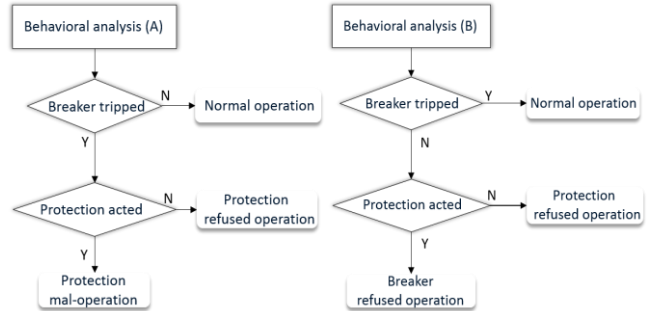 Behavioral analysis (A)
Breaker tripped
N
Normal operation
Y
Protection acted
N
Protection
refused operation
Y
Protection
mal-operation
Behavioral analysis (B)
Breaker tripped
Y
Normal operation
N
Protection acted
N
Protection
refused operation
Y
Breaker
refused operation